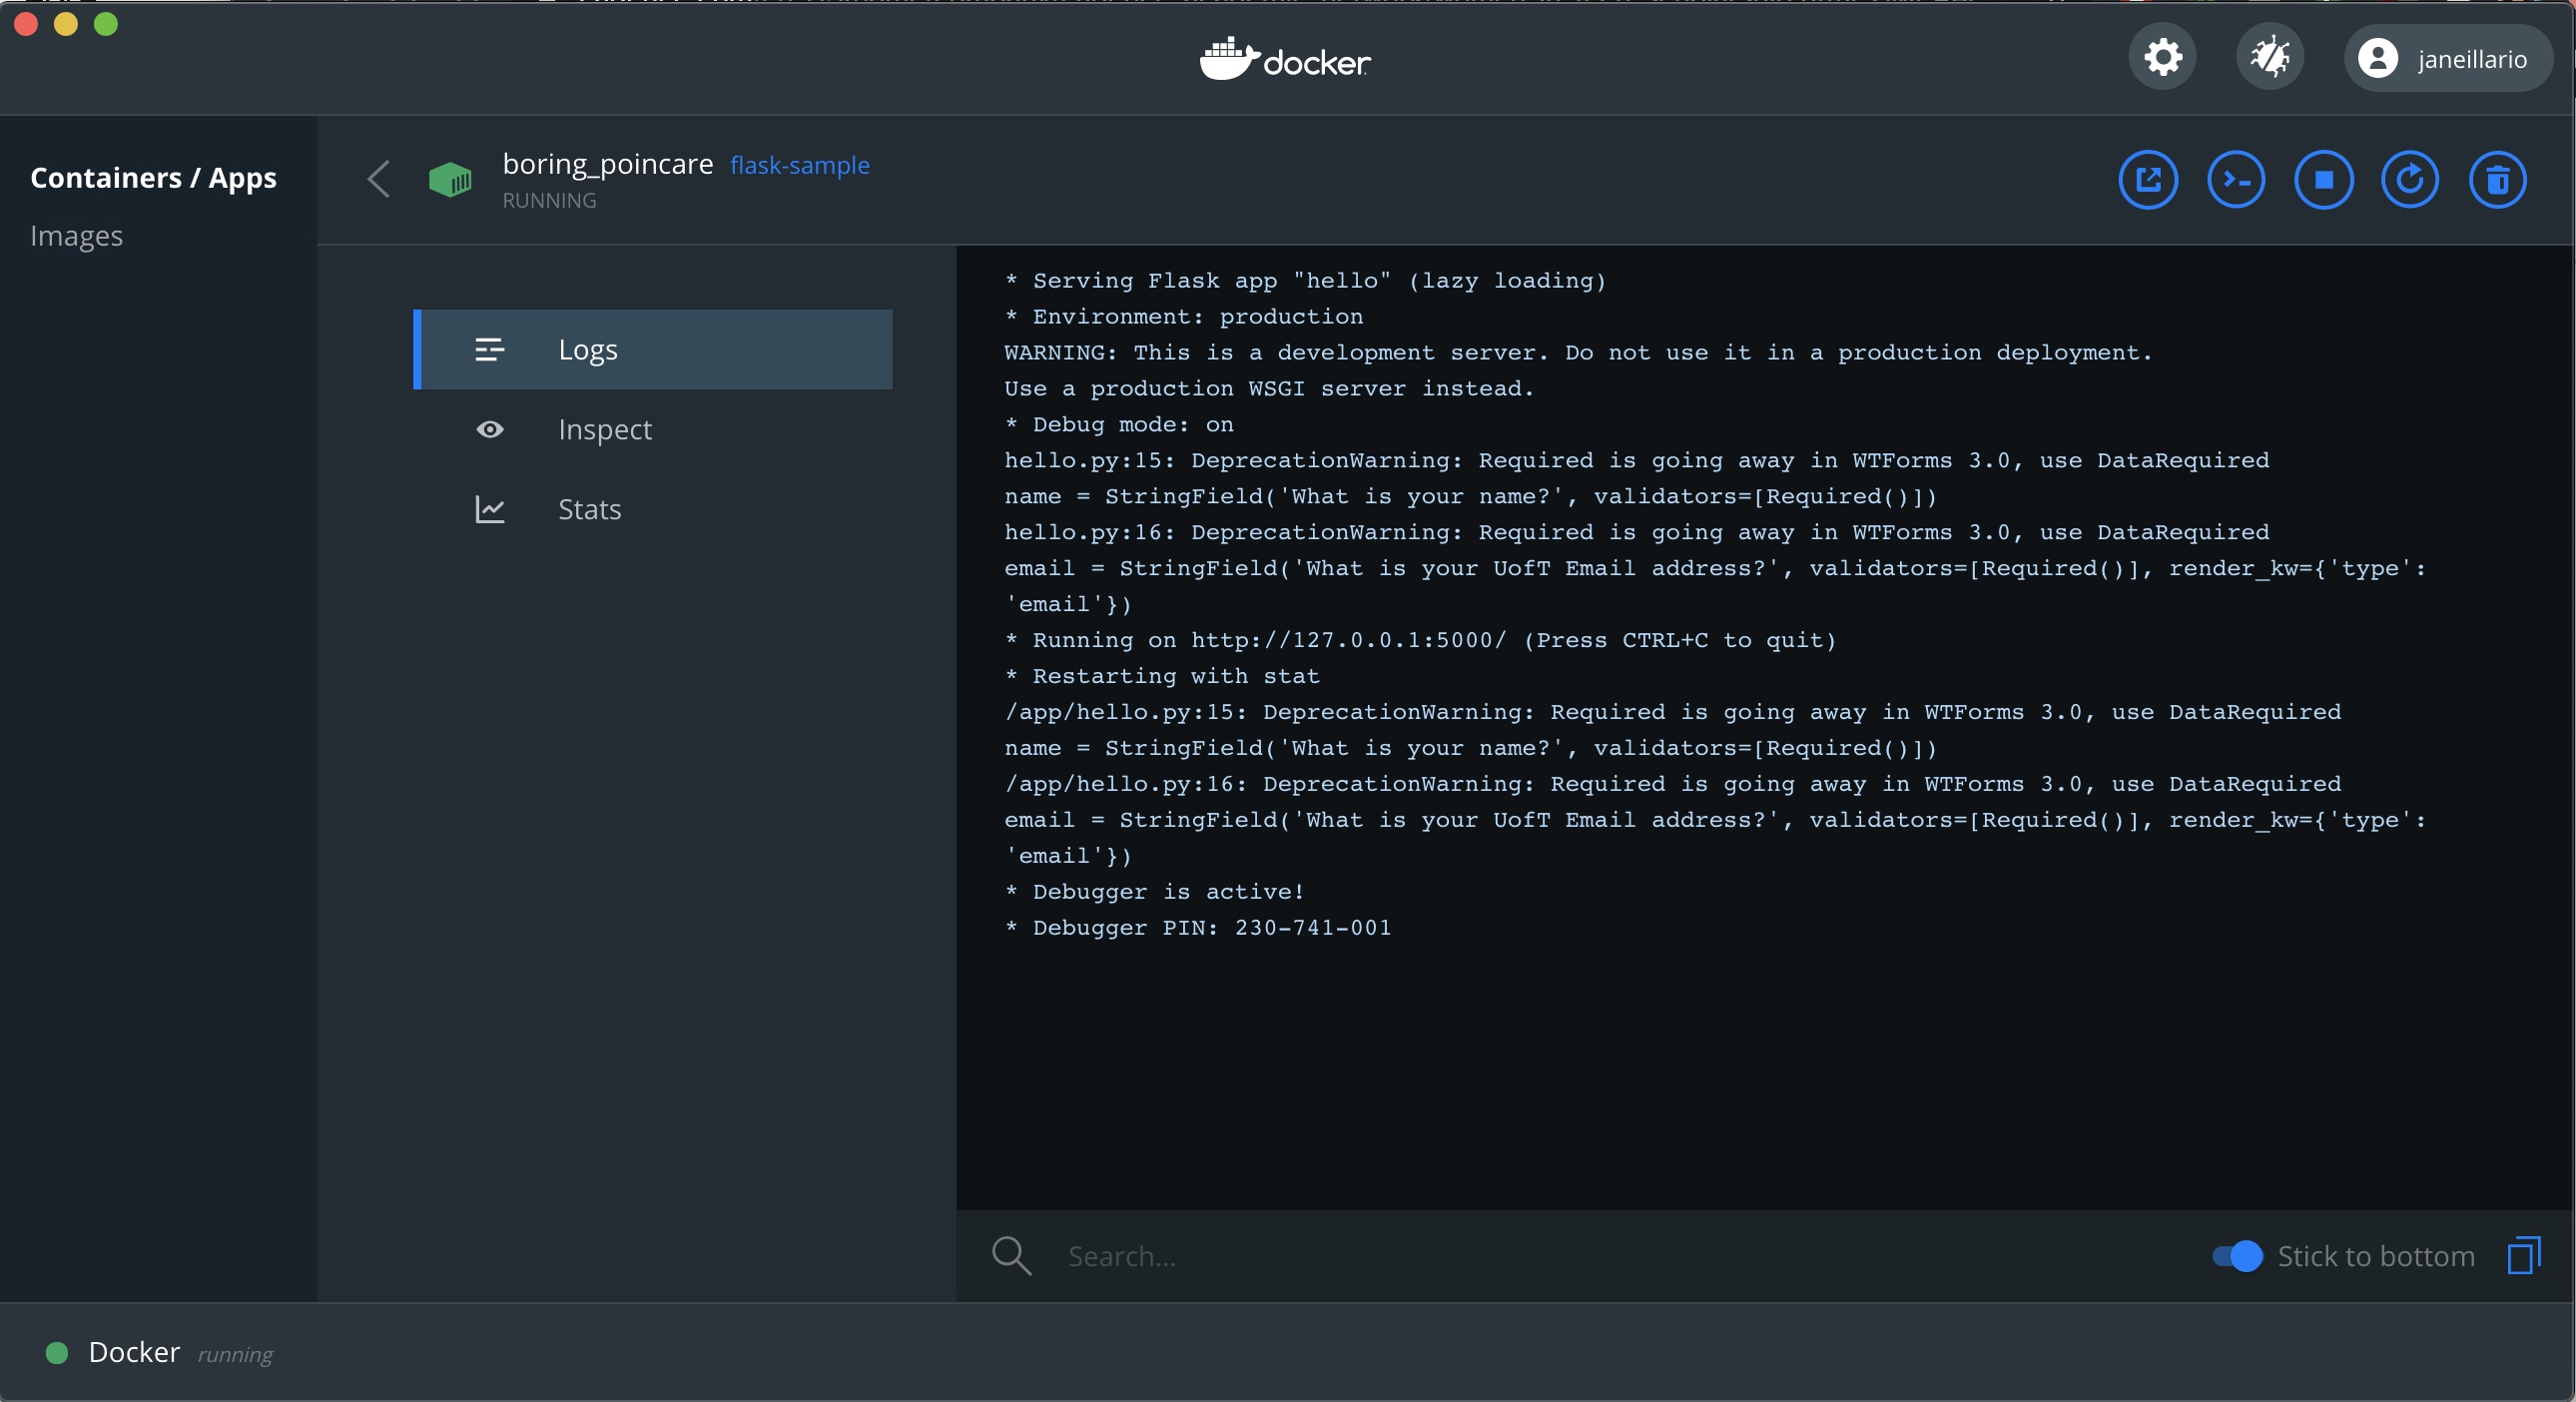 docker
janeillario
Containers / Apps
Images
boring_poincare flask-sample
RUNNING
Logs
Inspect
Stats
* Serving Flask app "hello" (lazy loading)
* Environment: production
WARNING: This is a development server. Do not use it in a production deployment.
Use a production WSGI server instead.
* Debug mode: on
hello.py:15: DeprecationWarning: Required is going away in WTForms 3.0, use DataRequired
name = StringField('What is your name?', validators=[Required()])
hello.py:16: DeprecationWarning: Required is going away in WTForms 3.0, use DataRequired
email = StringField('What is your UofT Email address?', validators=[Required()], render_kw={'type':
'email'})
* Running on http://127.0.0.1:5000/ (Press CTRL+C to quit)
* Restarting with stat
/app/hello.py:15: DeprecationWarning: Required is going away in WTForms 3.0, use DataRequired
name = StringField('What is your name?', validators=[Required()])
/app/hello.py:16: DeprecationWarning: Required is going away in WTForms 3.0, use DataRequired
email = StringField('What is your UofT Email address?', validators=[Required()], render_kw={'type':
'email'})
* Debugger is active!
* Debugger PIN: 230-741-001
Search...
Stick to bottom
Docker running